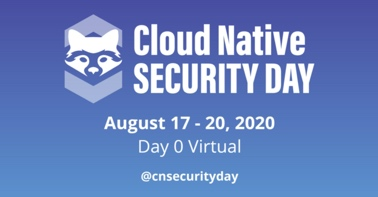 Cloud Native
SECURITY DAY
August 17 - 20, 2020
Day 0 Virtual
@cnsecurityday